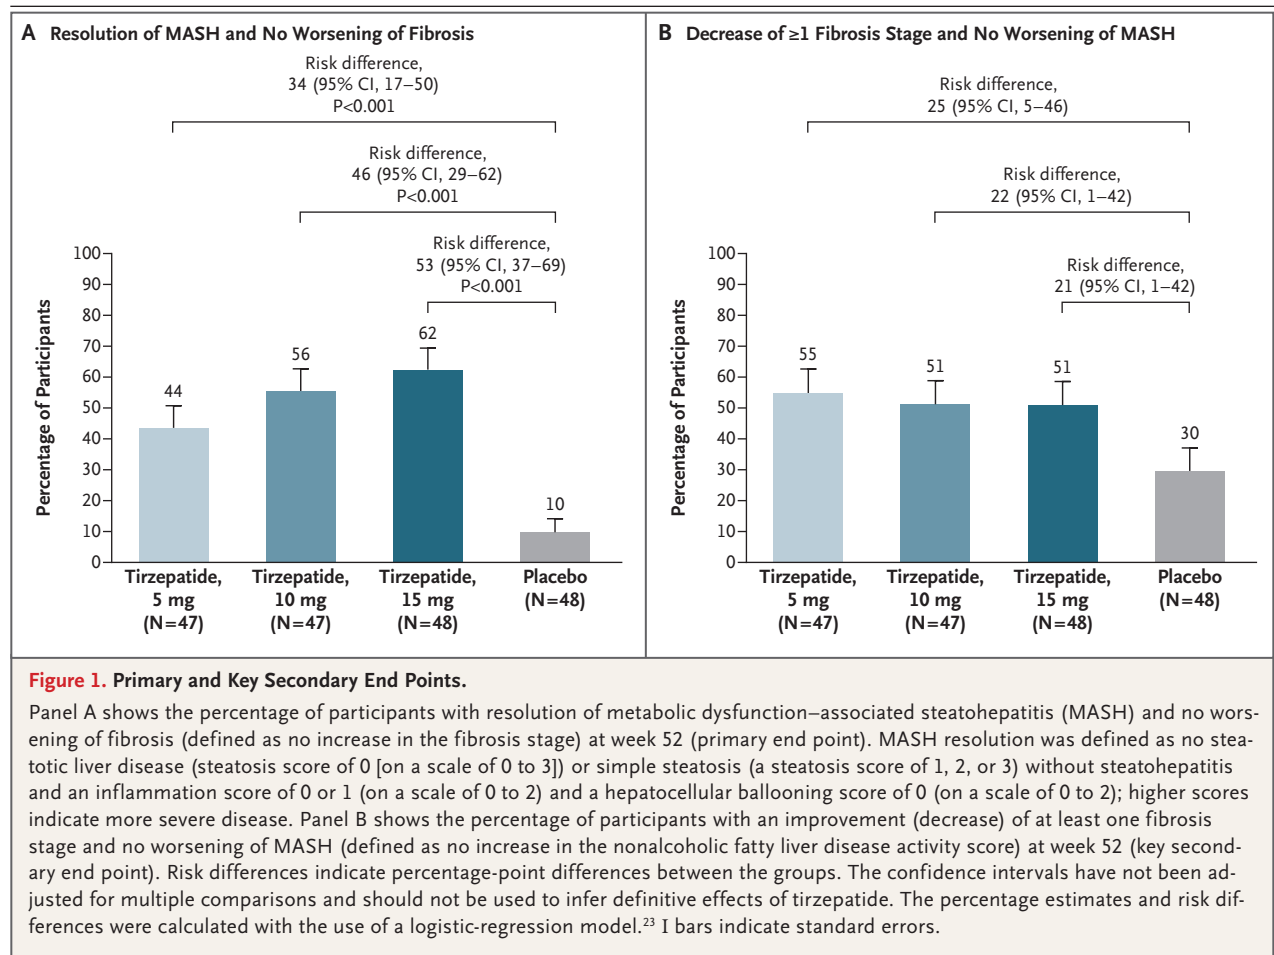 A Resolution of MASH and No Worsening of Fibrosis
Risk difference,
34 (95% CI, 17–50)
P<0.001
Risk difference,
46 (95% CI, 29–62)
P<0.001
Risk difference,
53 (95% CI, 37–69)
P<0.001
Percentage of Participants
100
90
80
70
60
50
40
30
20
10
0
44
56
62
10
Tirzepatide,
5 mg
(N=47)
Tirzepatide,
10 mg
(N=47)
Tirzepatide,
15 mg
(N=48)
Placebo
(N=48)
B Decrease of ≥1 Fibrosis Stage and No Worsening of MASH
Risk difference,
25 (95% CI, 5–46)
Risk difference,
22 (95% CI, 1–42)
Risk difference,
21 (95% CI, 1–42)
Percentage of Participants
100
90
80
70
60
50
40
30
20
10
0
55
51
51
30
Tirzepatide,
5 mg
(N=47)
Tirzepatide,
10 mg
(N=47)
Tirzepatide,
15 mg
(N=48)
Placebo
(N=48)
Figure 1. Primary and Key Secondary End Points.
Panel A shows the percentage of participants with resolution of metabolic dysfunction–associated steatohepatitis (MASH) and no wors-
ening of fibrosis (defined as no increase in the fibrosis stage) at week 52 (primary end point). MASH resolution was defined as no stea-
totic liver disease (steatosis score of 0 [on a scale of 0 to 3]) or simple steatosis (a steatosis score of 1, 2, or 3) without steatohepatitis
and an inflammation score of 0 or 1 (on a scale of 0 to 2) and a hepatocellular ballooning score of 0 (on a scale of 0 to 2); higher scores
indicate more severe disease. Panel B shows the percentage of participants with an improvement (decrease) of at least one fibrosis
stage and no worsening of MASH (defined as no increase in the nonalcoholic fatty liver disease activity score) at week 52 (key second-
ary end point). Risk differences indicate percentage-point differences between the groups. The confidence intervals have not been ad-
justed for multiple comparisons and should not be used to infer definitive effects of tirzepatide. The percentage estimates and risk dif-
ferences were calculated with the use of a logistic-regression model.²³ I bars indicate standard errors.